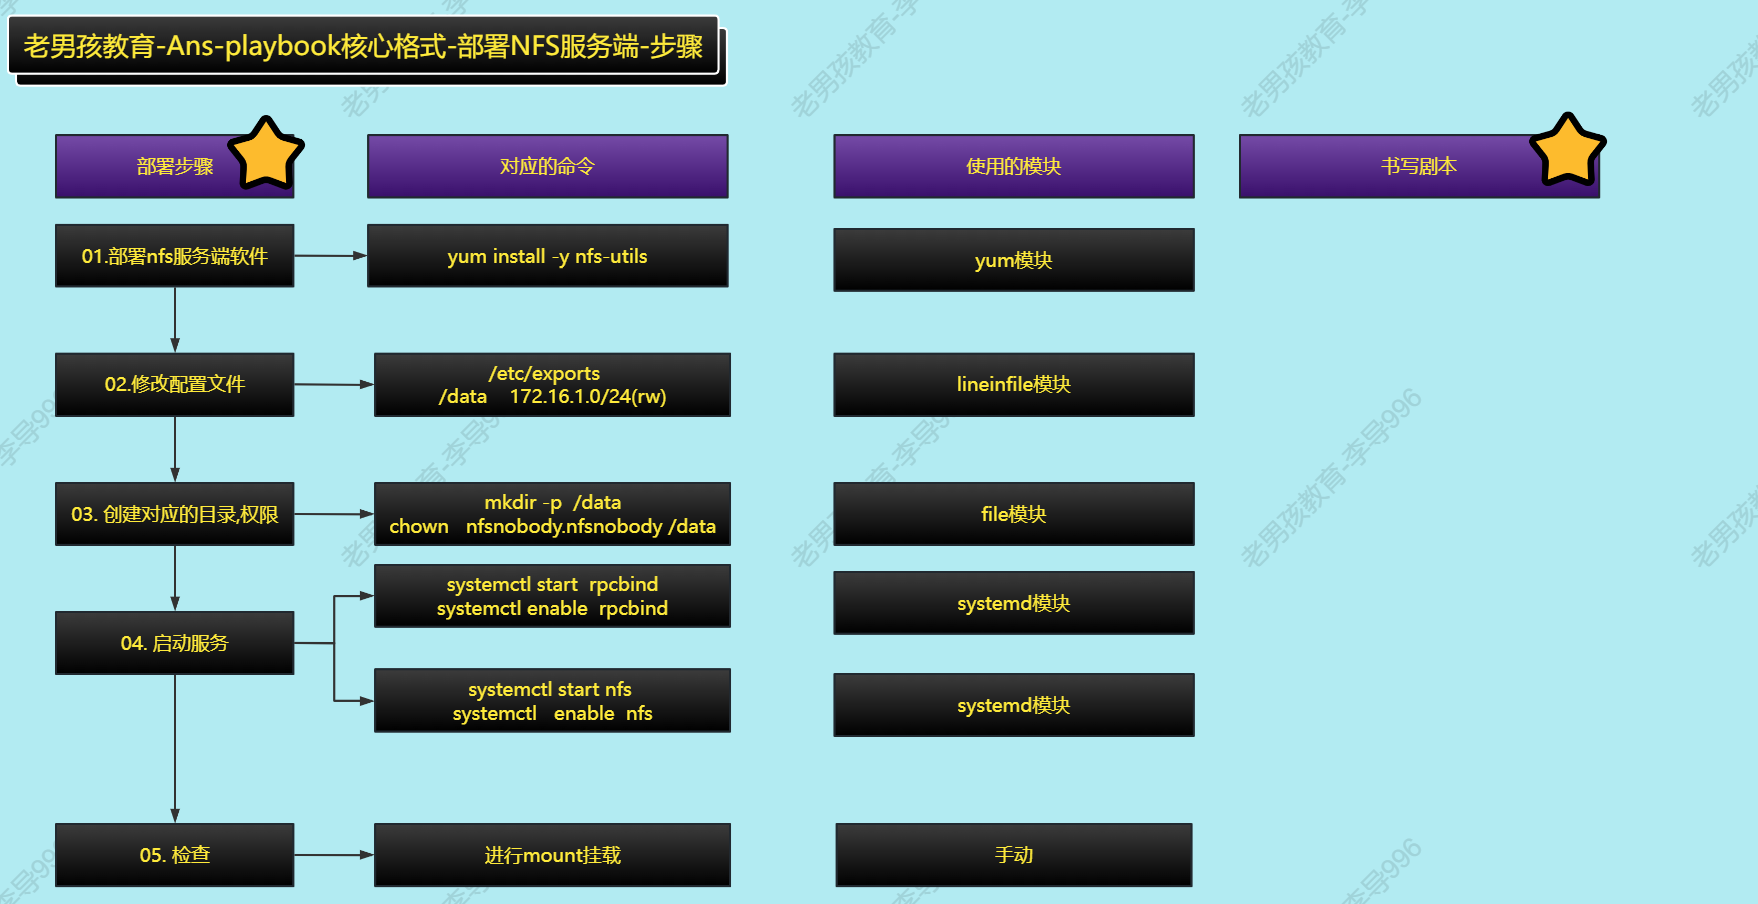 老男孩教育-Ans-playbook核心格式-部署NFS服务端-步骤
部署步骤
对应的命令
使用的模块
书写剧本
01.部署nfs服务端软件
yum install -y nfs-utils
yum模块
02.修改配置文件
/etc/exports
/data    172.16.1.0/24(rw)
lineinfile模块
03. 创建对应的目录,权限
mkdir -p  /data
chown   nfsnobody.nfsnobody /data
file模块
04. 启动服务
systemctl start  rpcbind
systemctl enable  rpcbind
systemd模块
systemctl start nfs
systemctl   enable  nfs
systemd模块
05. 检查
进行mount挂载
手动
老男孩教育-李导996